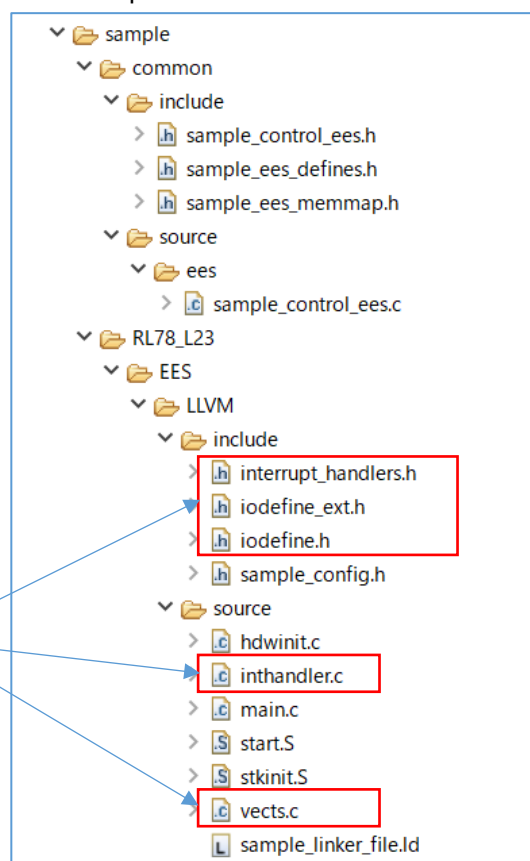 sample
common
include
.h sample_control_ees.h
.h sample_ees_defines.h
.h sample_ees_memmap.h
source
ees
.c sample_control_ees.c
RL78_L23
EES
LLVM
include
.h interrupt_handlers.h
.h iodefine_ext.h
.h iodefine.h
.h sample_config.h
source
.c hdwinit.c
.c inthandler.c
.c main.c
.S start.S
.S stkinit.S
.c vects.c
L sample_linker_file.ld